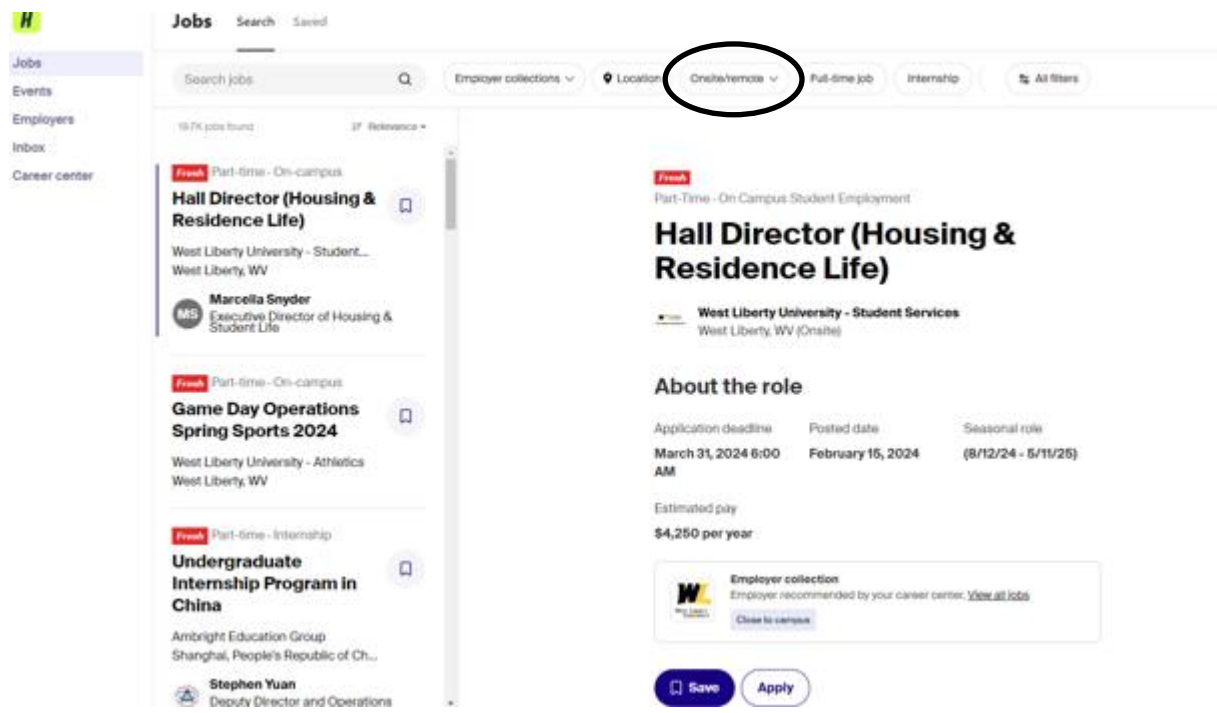 H
Jobs Search Saved
Jobs
Events
Employers
Inbox
Career center
Search jobs
Employer collections
Location
Onsite/remote
Full-time job
Internship
All filters
jobs found
Relevance
Fresh Part-time · On-campus
Hall Director (Housing &
Residence Life)
West Liberty University - Student...
West Liberty, WV
MS
Marcella Snyder
Executive Director of Housing &
Student Life
Fresh Part-time · On-campus
Game Day Operations
Spring Sports 2024
West Liberty University - Athletics
West Liberty, WV
Fresh Part-time · Internship
Undergraduate
Internship Program in
China
Ambright Education Group
Shanghai, People's Republic of Ch...
Stephen Yuan
Deputy Director and Operations
Fresh
Part-Time · On Campus Student Employment
Hall Director (Housing &
Residence Life)
West Liberty University - Student Services
West Liberty, WV (Onsite)
About the role
Application deadline Posted date Seasonal role
March 31, 2024 6:00 February 15, 2024 (8/12/24 - 5/11/25)
AM
Estimated pay
$4,250 per year
WL
Employer collection
Employer recommended by your career center. View all jobs
Close to campus
Save Apply